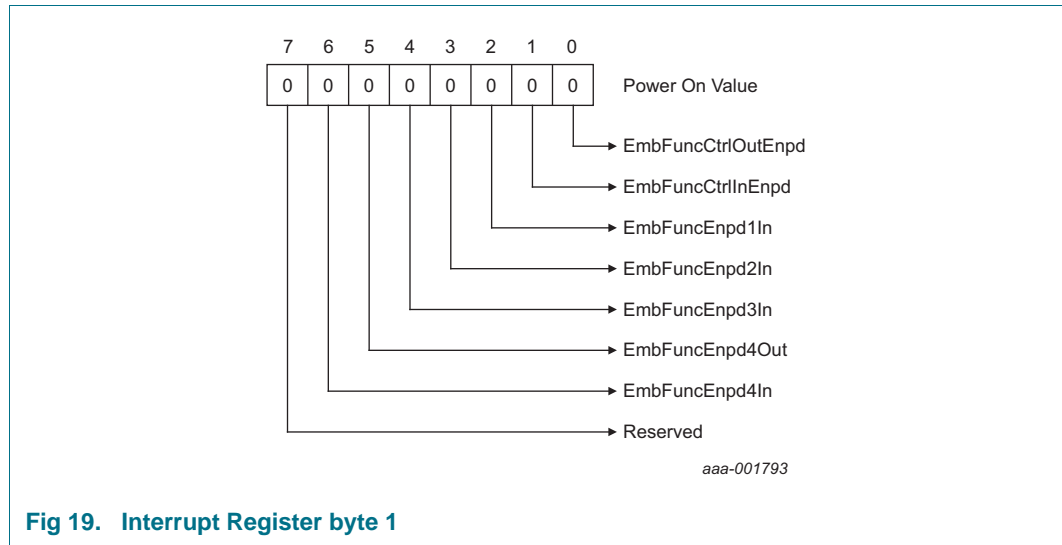 7 6 5 4 3 2 1 0
0 0 0 0 0 0 0 0 Power On Value
EmbFuncCtrlOutEnpd
EmbFuncCtrlInEnpd
EmbFuncEnpd1In
EmbFuncEnpd2In
EmbFuncEnpd3In
EmbFuncEnpd4Out
EmbFuncEnpd4In
Reserved
aaa-001793
Fig 19. Interrupt Register byte 1